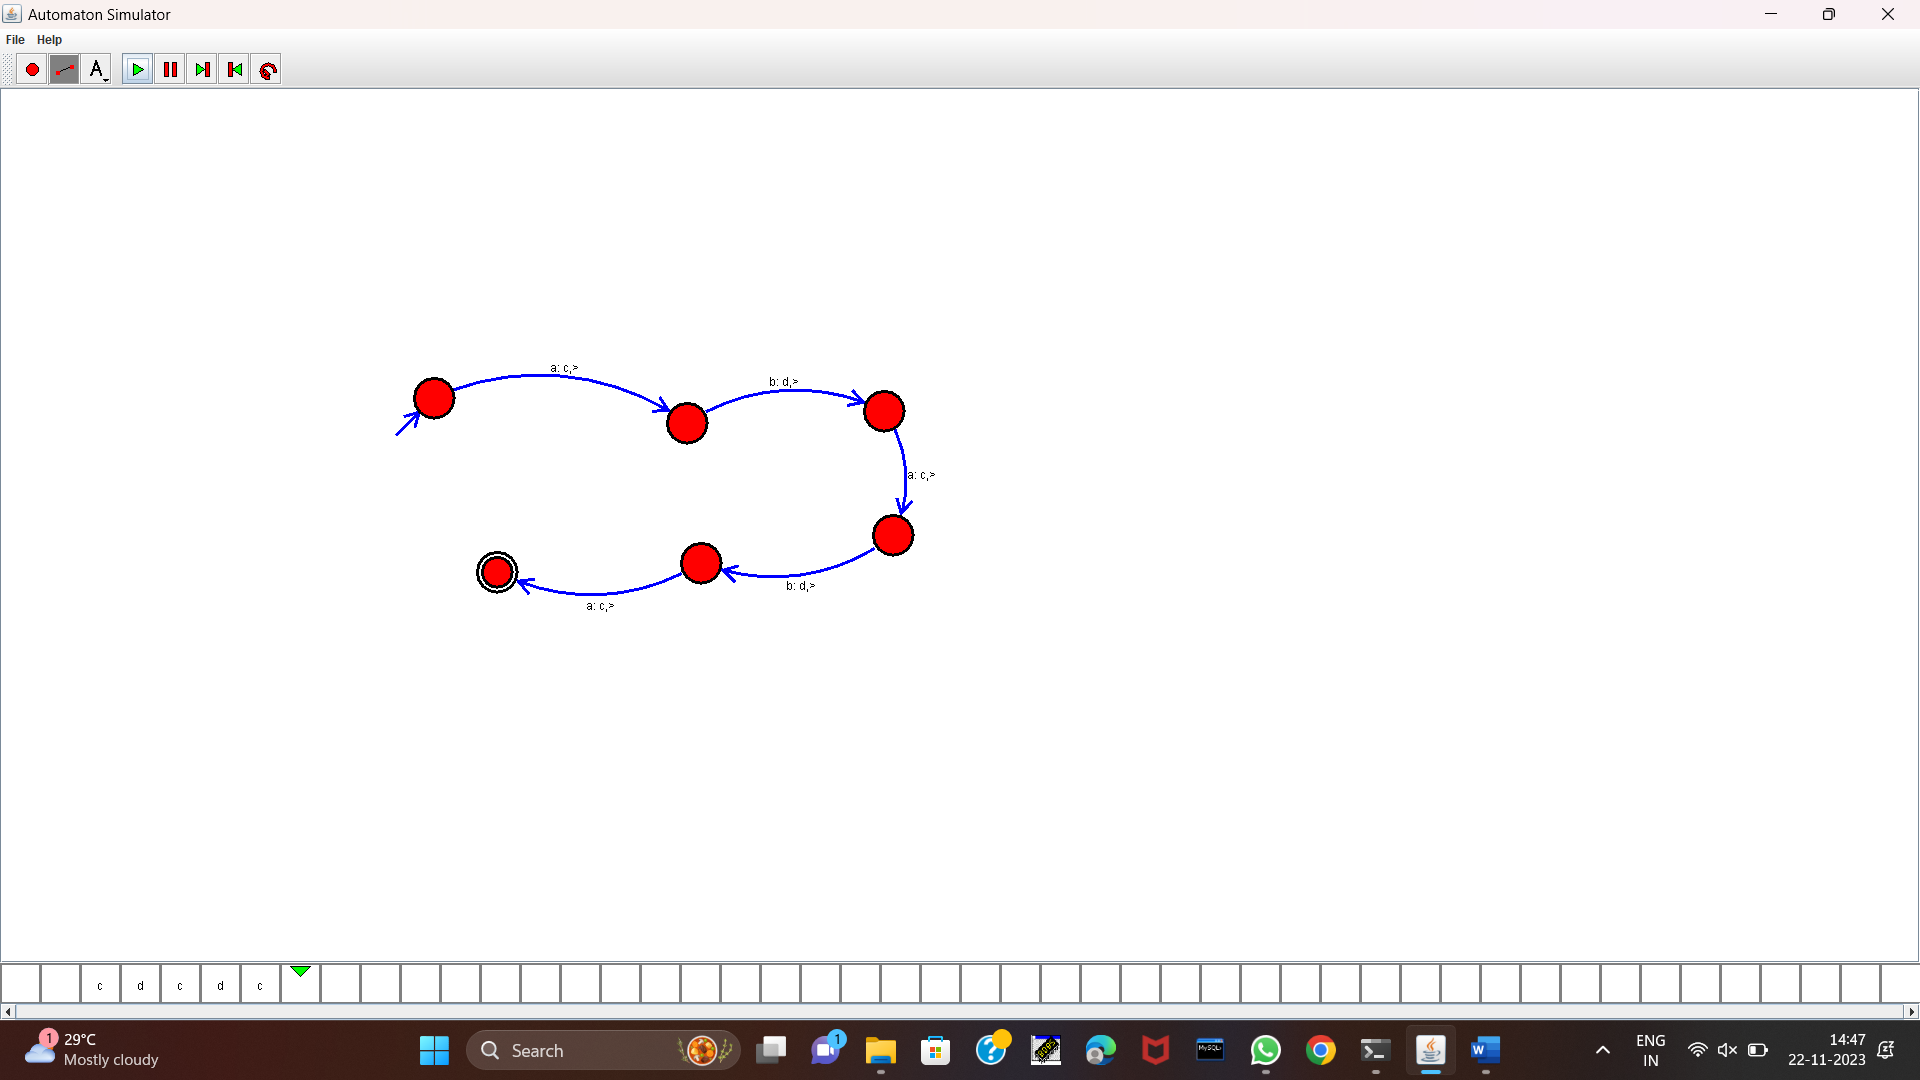 Automaton Simulator
File Help
A
a: c,>
b: d,>
a: c,>
b: d,>
a: c,>
c d c d c
1
29°C
Mostly cloudy
Search
1
MySQL
W
ENG
IN
14:47
22-11-2023